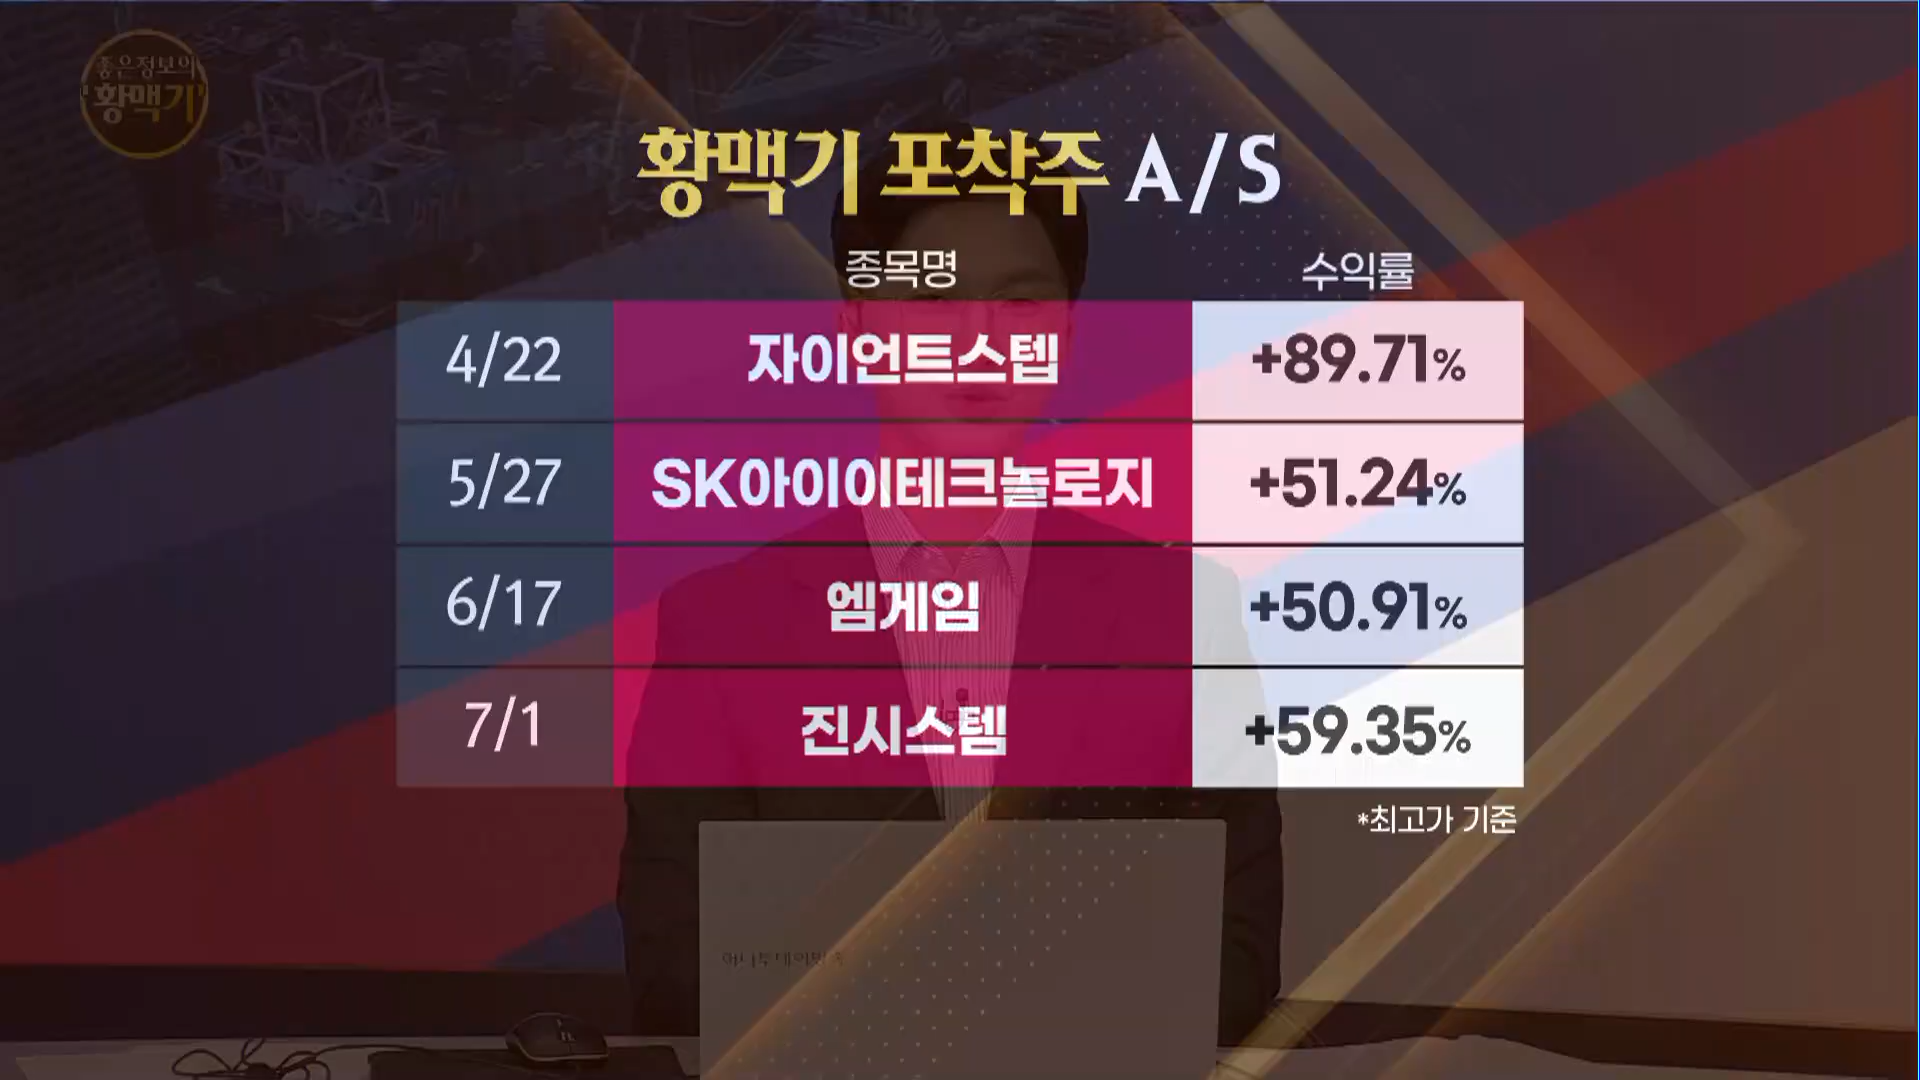 좋은정보의
'황맥기'
황맥기 포착주 A/S
종목명 수익률
4/22 자이언트스텝 +89.71%
5/27 SK아이이테크놀로지 +51.24%
6/17 엠게임 +50.91%
7/1 진시스템 +59.35%
*최고가 기준